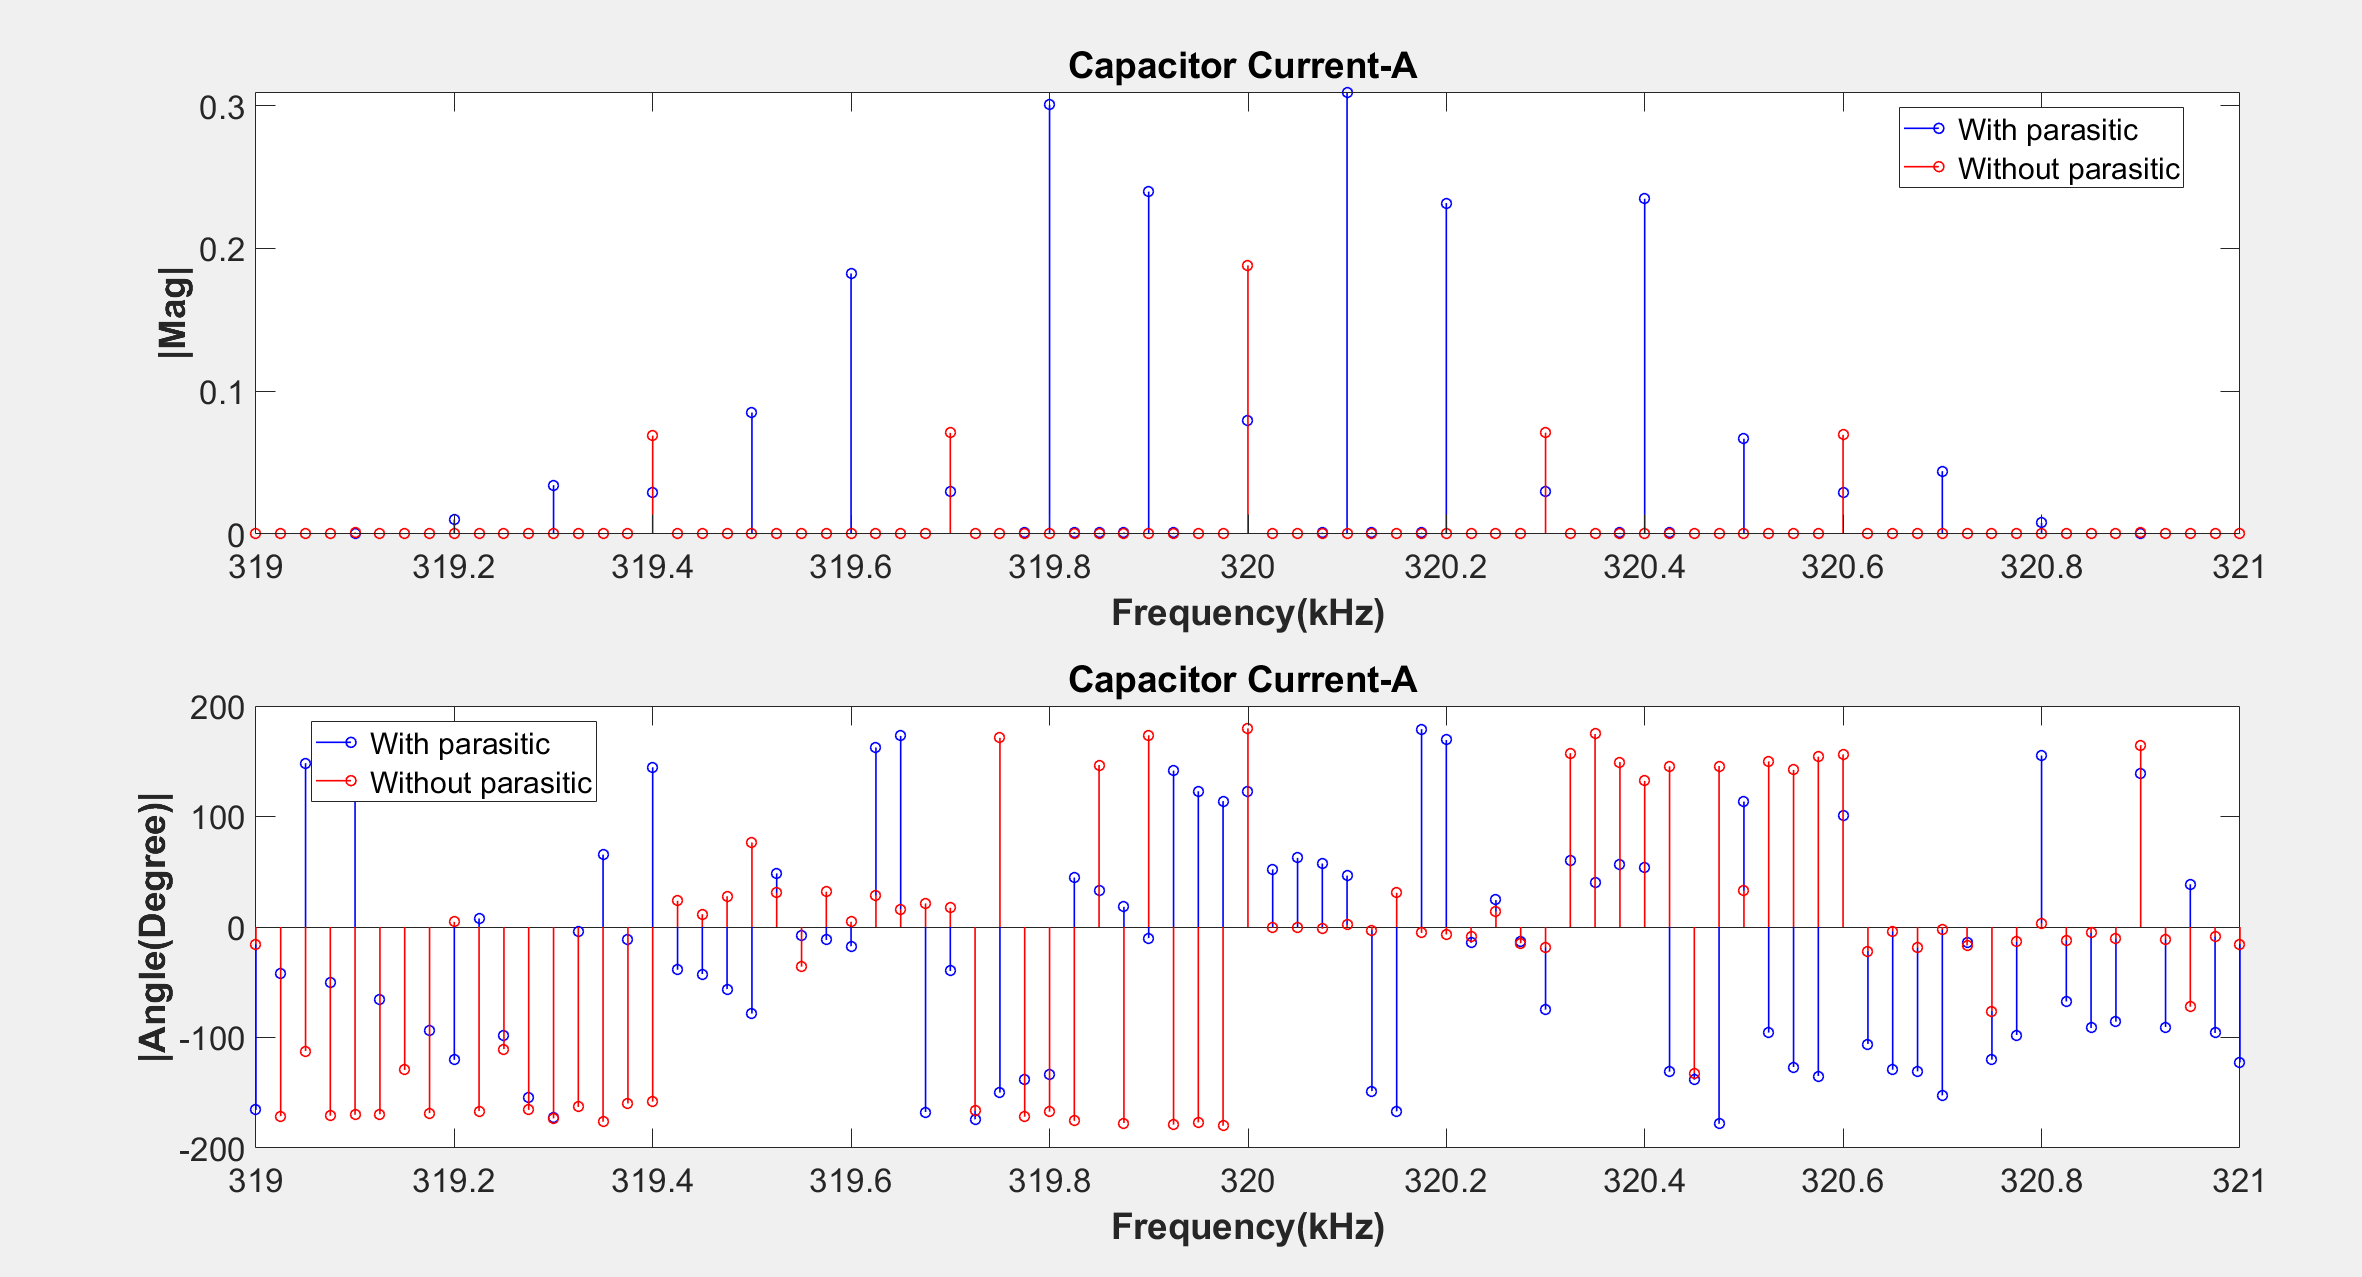 Capacitor Current-A
|Mag|
0.3
0.2
0.1
0
With parasitic
Without parasitic
319 319.2 319.4 319.6 319.8 320 320.2 320.4 320.6 320.8 321
Frequency(kHz)
Capacitor Current-A
|Angle(Degree)|
200
100
0
-100
-200
With parasitic
Without parasitic
319 319.2 319.4 319.6 319.8 320 320.2 320.4 320.6 320.8 321
Frequency(kHz)